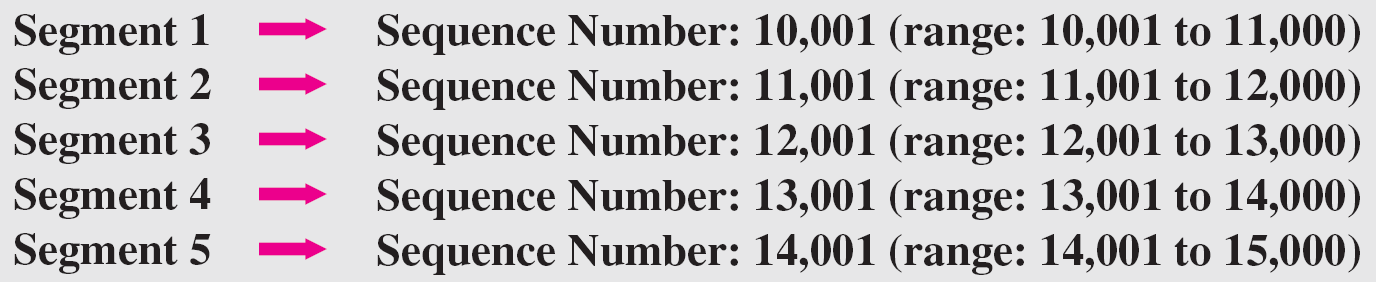 Segment 1 Sequence Number: 10,001 (range: 10,001 to 11,000)
Segment 2 Sequence Number: 11,001 (range: 11,001 to 12,000)
Segment 3 Sequence Number: 12,001 (range: 12,001 to 13,000)
Segment 4 Sequence Number: 13,001 (range: 13,001 to 14,000)
Segment 5 Sequence Number: 14,001 (range: 14,001 to 15,000)